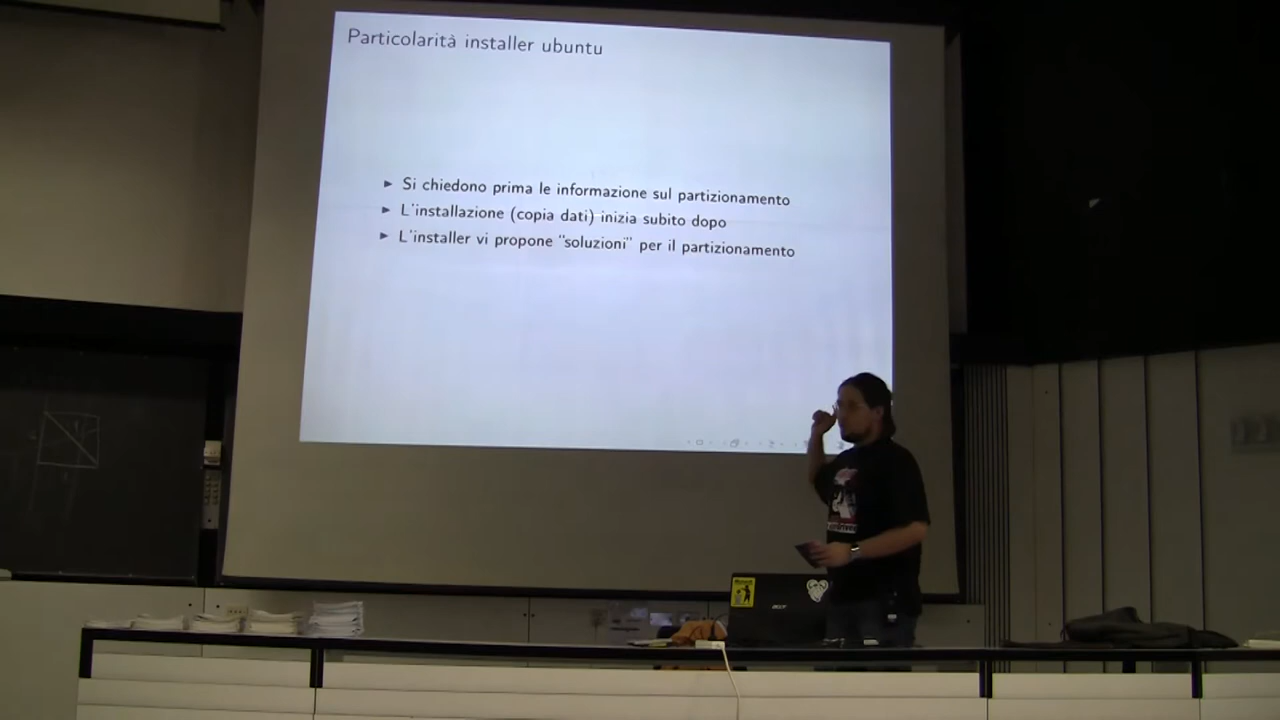 Particolarità installer ubuntu
Si chiedono prima le informazione sul partizionamento
L'installazione (copia dati) inizia subito dopo
L'installer vi propone "soluzioni" per il partizionamento
acer